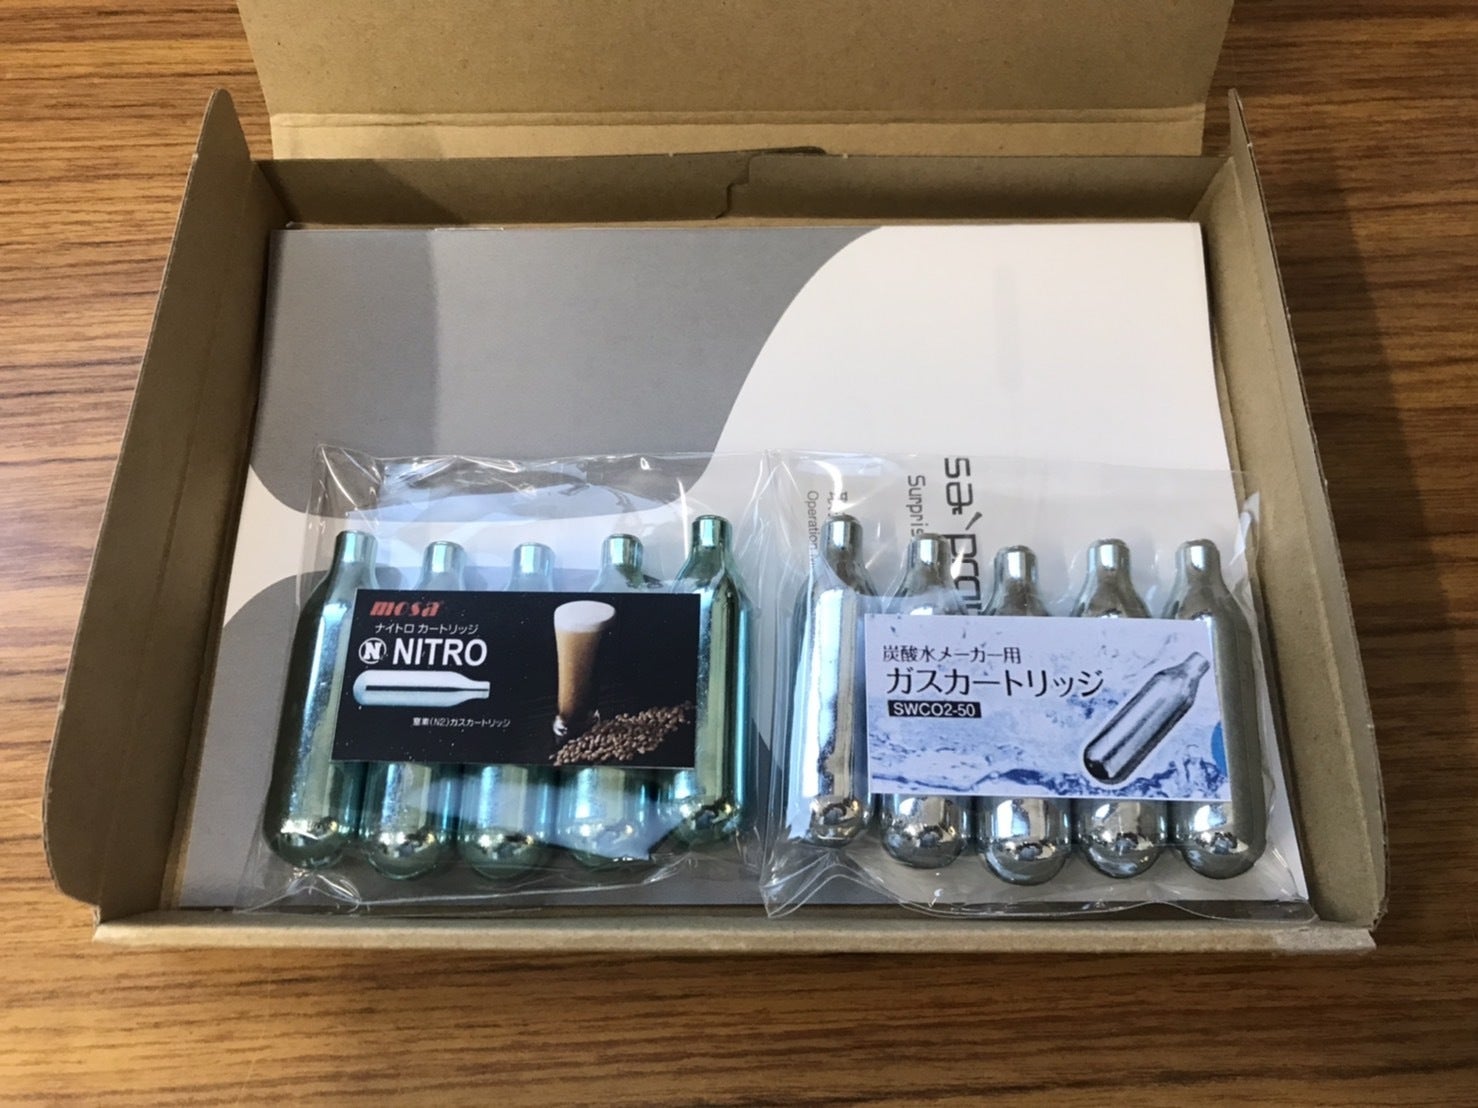 mosa
ナイトロ カートリッジ
N NITRO
窒素(N2)ガスカートリッジ
炭酸水メーカー用
ガスカートリッジ
SWCO2-50
Operation